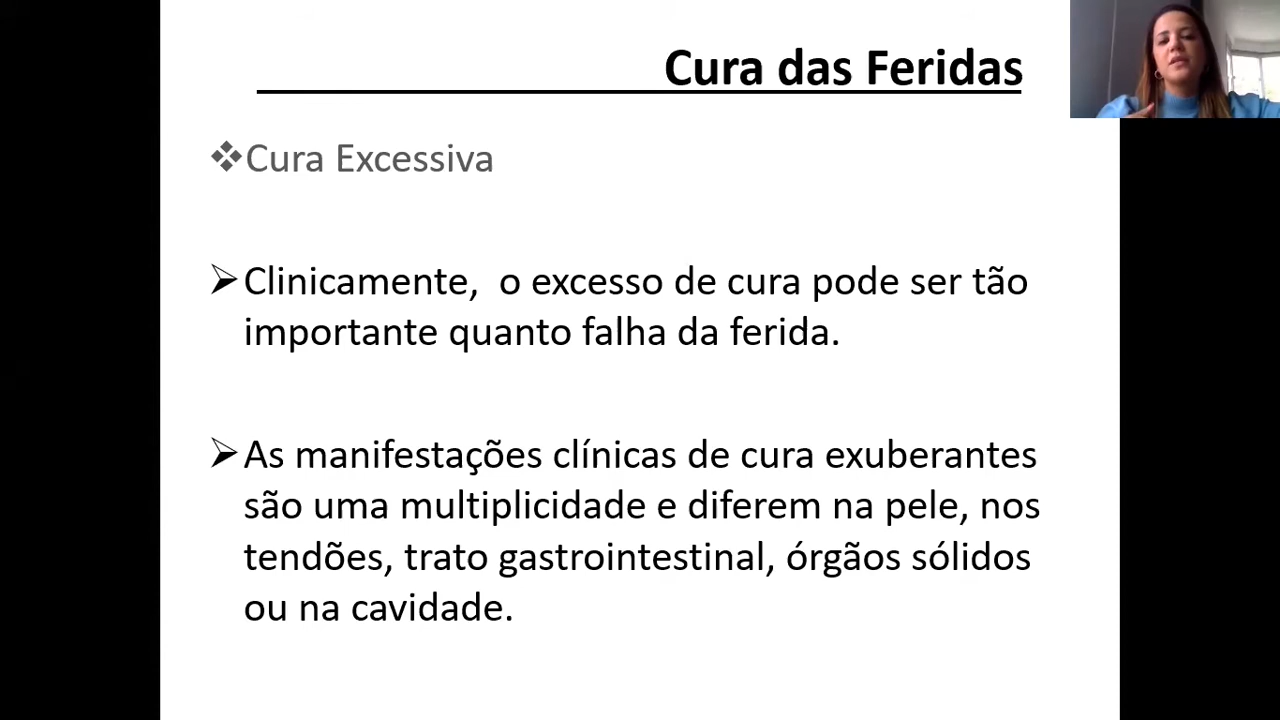 Cura das Feridas
❖Cura Excessiva
➢Clinicamente,  o excesso de cura pode ser tão
importante quanto falha da ferida.
➢As manifestações clínicas de cura exuberantes
são uma multiplicidade e diferem na pele, nos
tendões, trato gastrointestinal, órgãos sólidos
ou na cavidade.